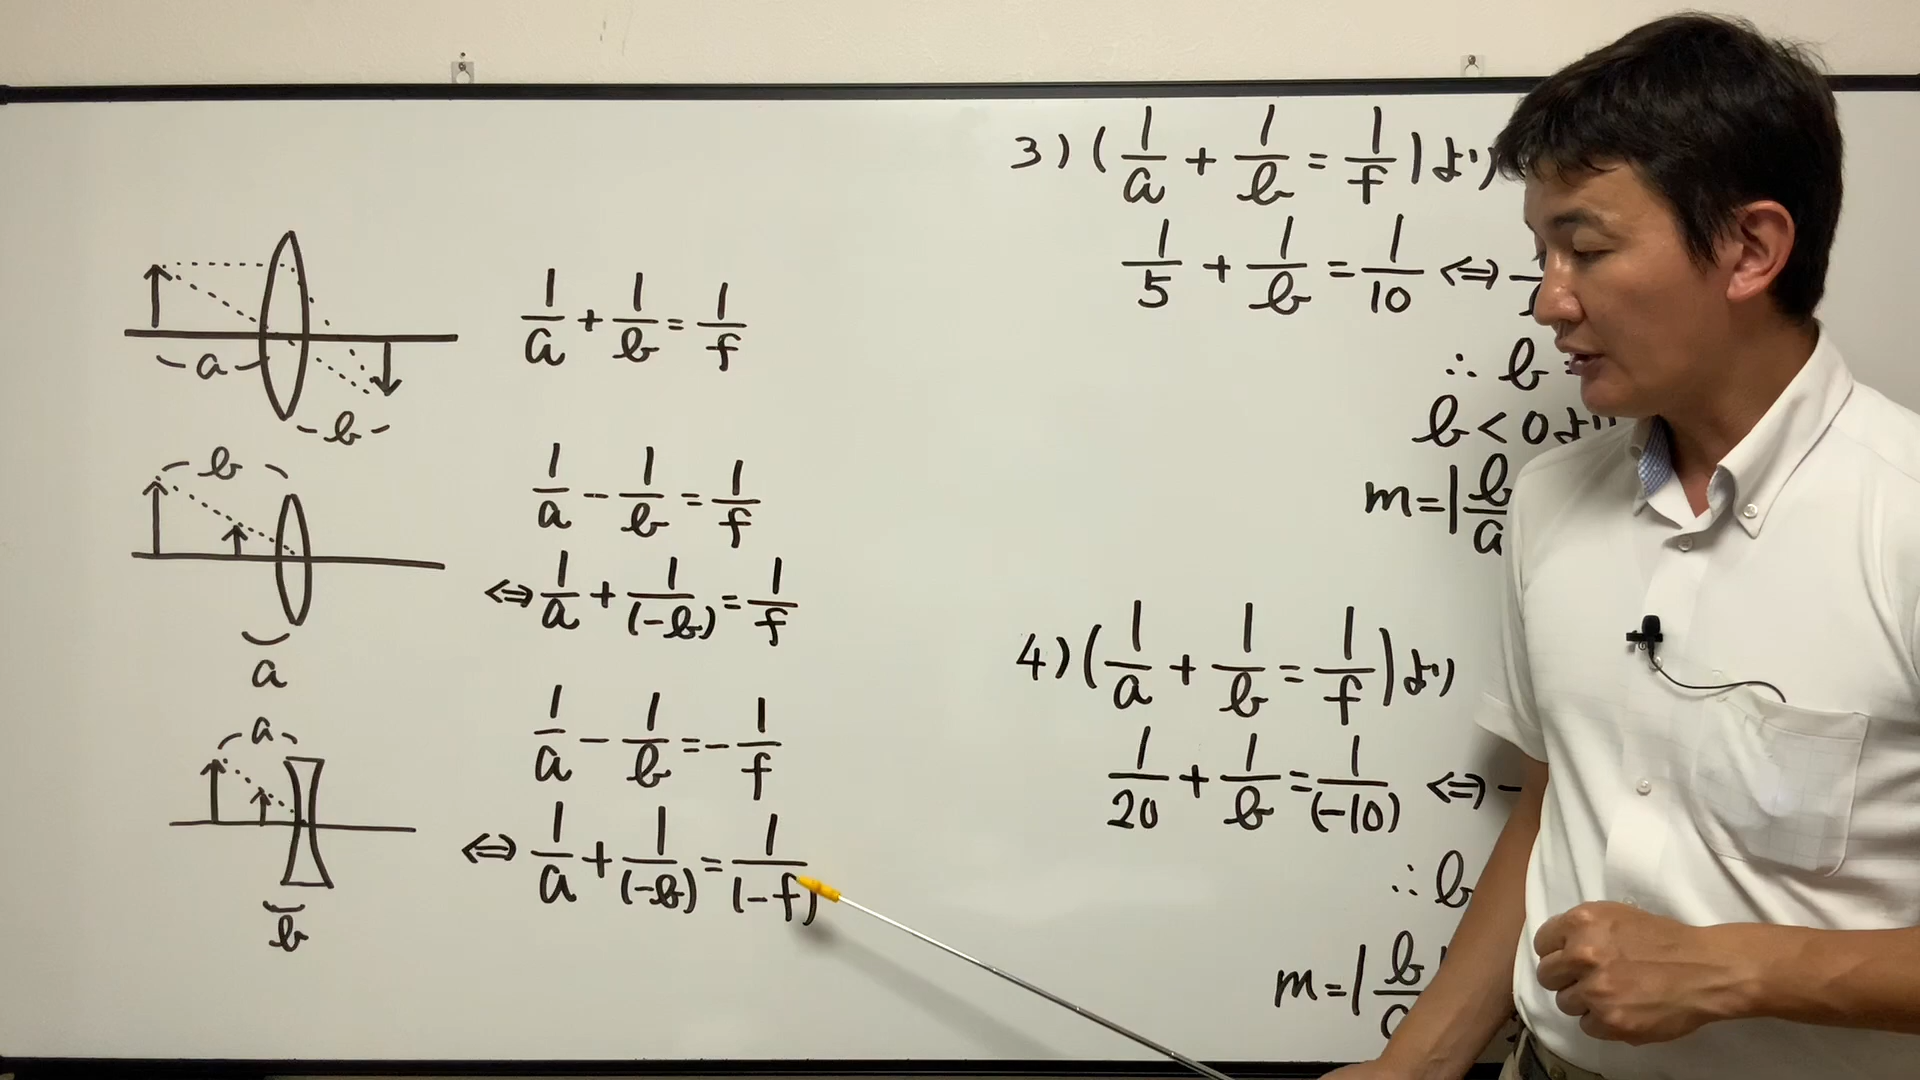 a
b
1/a + 1/b = 1/f
b
a
1/a - 1/b = 1/f
⇔ 1/a + 1/(-b) = 1/f
a
b
1/a - 1/b = - 1/f
⇔ 1/a + 1/(-b) = 1/(-f)
3) (1/a + 1/b = 1/f) より
1/5 + 1/b = 1/10 ⇔
∴ b
b < 0 より
m = |b/a
4) (1/a + 1/b = 1/f) より
1/20 + 1/b = 1/(-10) ⇔ -
∴ b
m = |b/a|